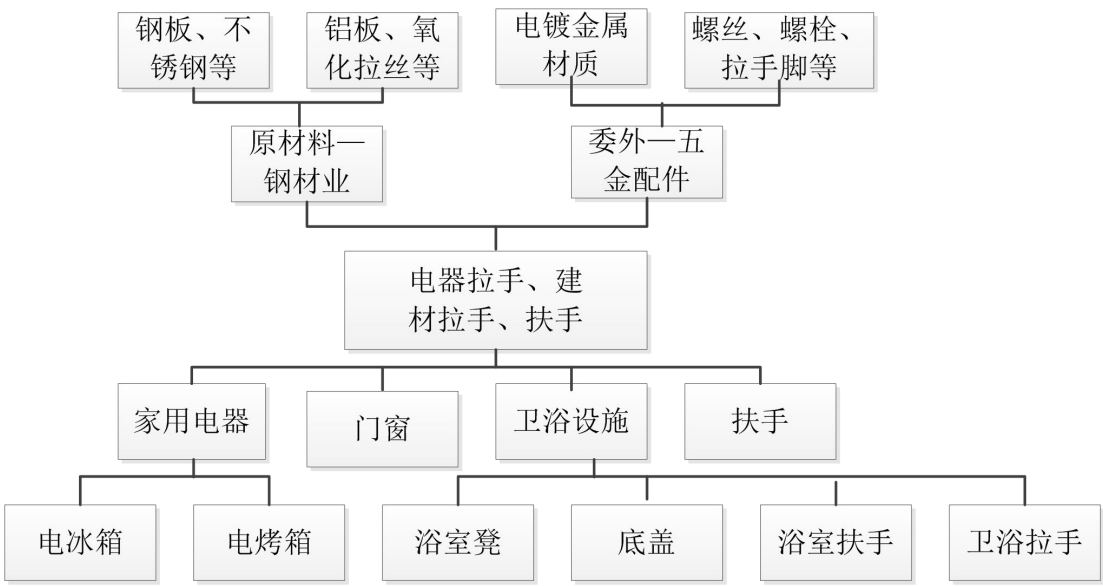 钢板、不
锈钢等
铝板、氧
化拉丝等
电镀金属
材质
螺丝、螺栓、
拉手脚等
原材料—
钢材业
委外—五
金配件
电器拉手、建
材拉手、扶手
家用电器
门窗
卫浴设施
扶手
电冰箱
电烤箱
浴室凳
底盖
浴室扶手
卫浴拉手